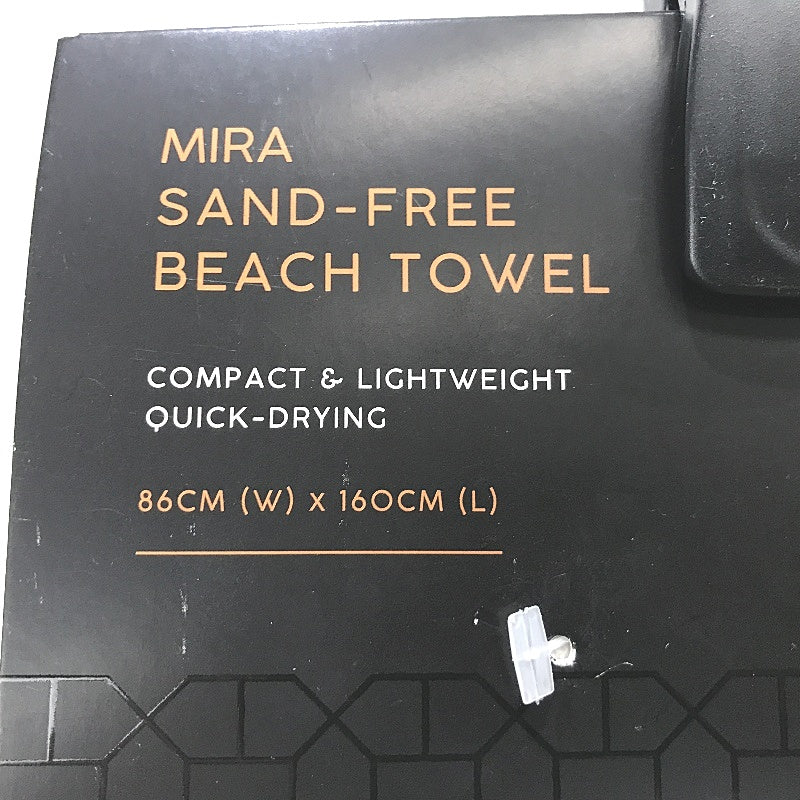 MIRA
SAND-FREE
BEACH TOWEL
COMPACT & LIGHTWEIGHT
QUICK-DRYING
86CM (W) X 160CM (L)